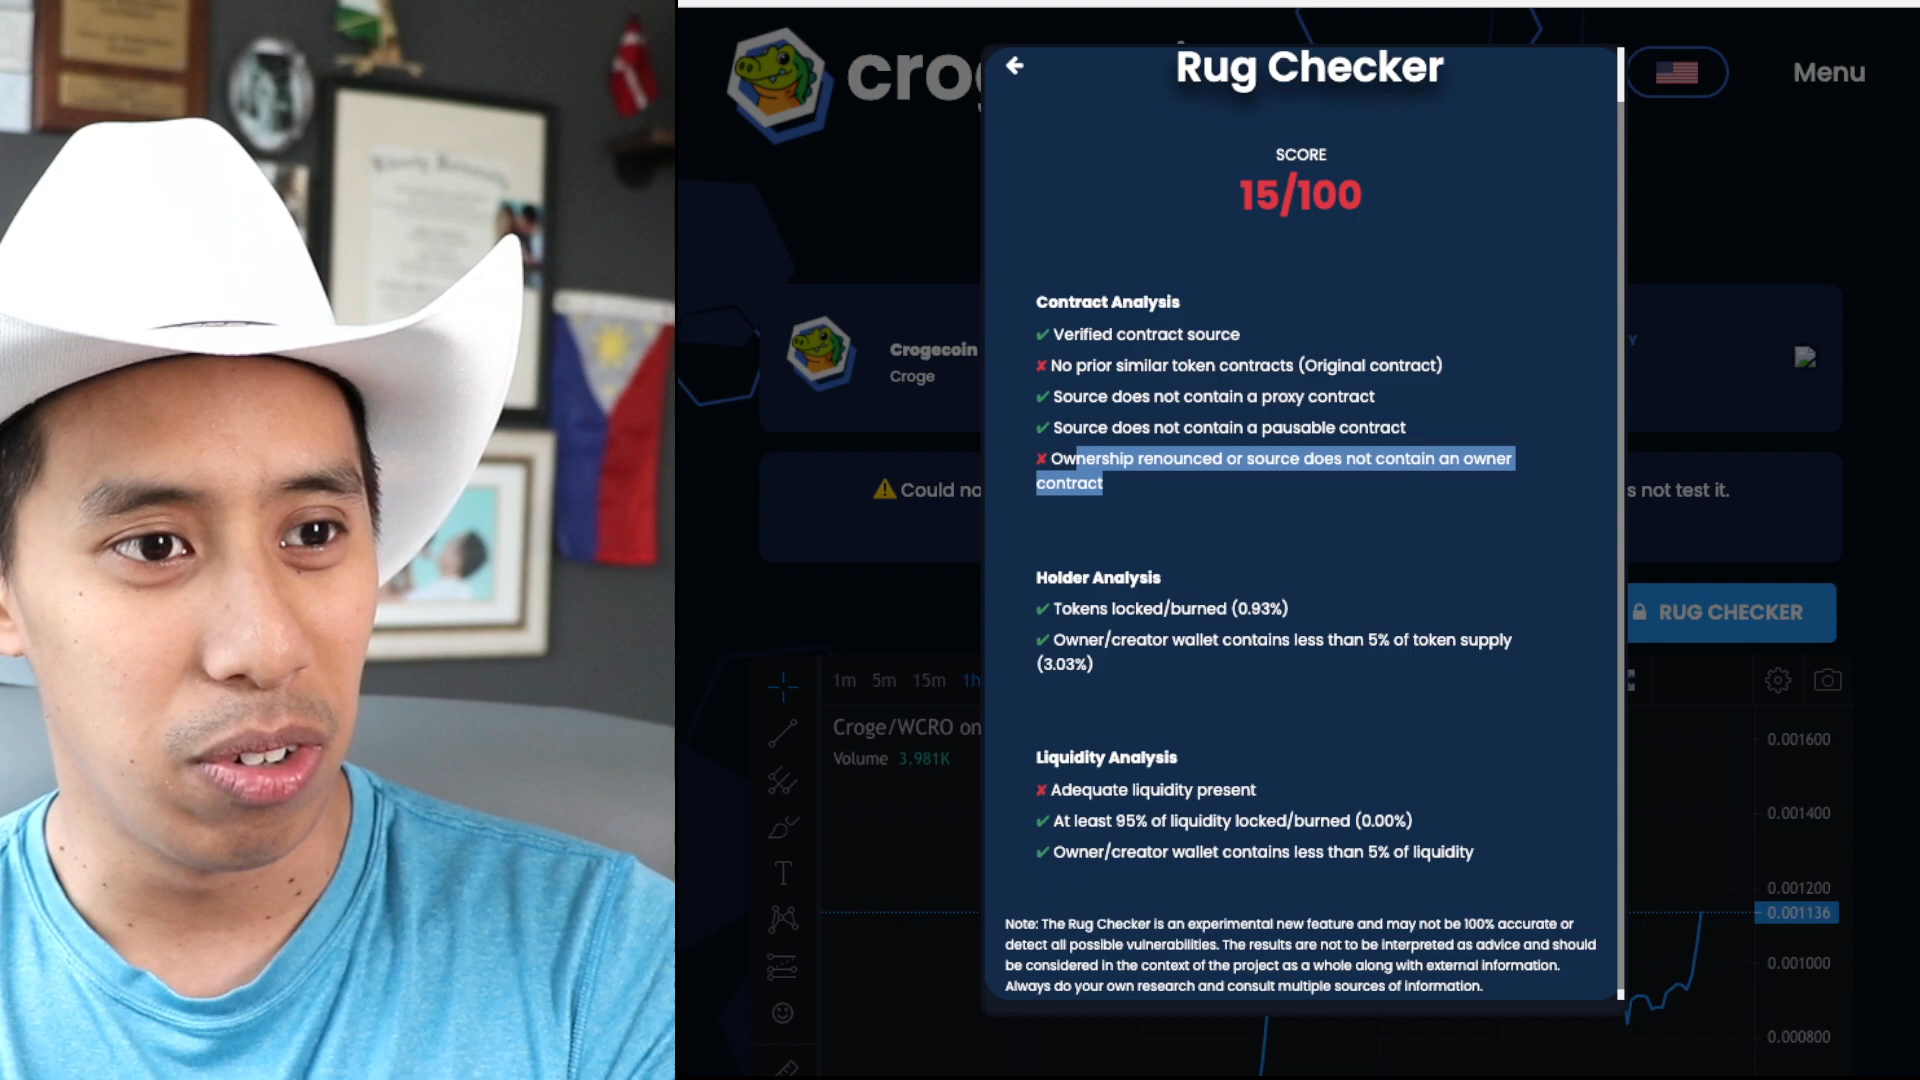 crog
Rug Checker
Menu
SCORE
15/100
Contract Analysis
✔ Verified contract source
✘ No prior similar token contracts (Original contract)
✔ Source does not contain a proxy contract
✔ Source does not contain a pausable contract
✘ Ownership renounced or source does not contain an owner
contract
Holder Analysis
✔ Tokens locked/burned (0.93%)
✔ Owner/creator wallet contains less than 5% of token supply
(3.03%)
Liquidity Analysis
✘ Adequate liquidity present
✔ At least 95% of liquidity locked/burned (0.00%)
✔ Owner/creator wallet contains less than 5% of liquidity
Note: The Rug Checker is an experimental new feature and may not be 100% accurate or
detect all possible vulnerabilities. The results are not to be interpreted as advice and should
be considered in the context of the project as a whole along with external information.
Always do your own research and consult multiple sources of information.
Crogecoin
Croge
Y
Could no
s not test it.
RUG CHECKER
1m 5m 15m 1h
Croge/WCRO on
Volume 3.981K
0.001600
0.001400
0.001200
0.001136
0.001000
0.000800